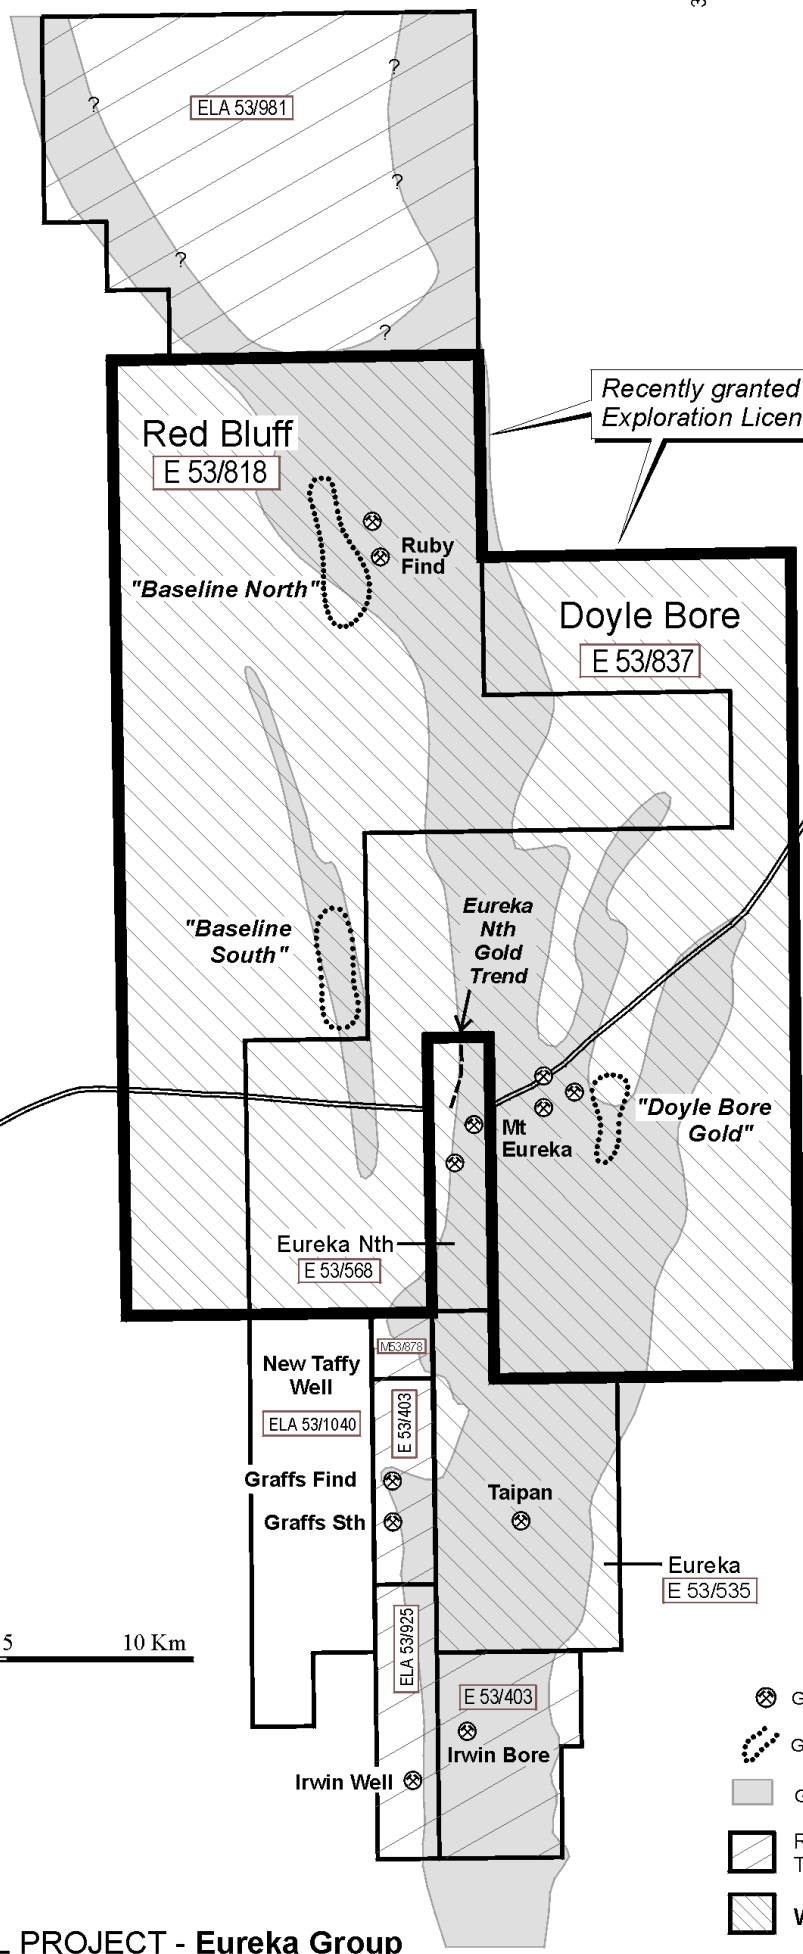 3
ELA 53/981
?
?
?
?
?
Recently granted
Exploration Licen
Red Bluff
E 53/818
Ruby
Find
"Baseline North"
Doyle Bore
E 53/837
Eureka
Nth
Gold
Trend
"Baseline
South"
"Doyle Bore
Gold"
Mt
Eureka
Eureka Nth
E 53/568
M53/878
New Taffy
Well
ELA 53/1040
E 53/403
Graffs Find
Graffs Sth
Taipan
Eureka
E 53/535
5
10 Km
ELA 53/925
E 53/403
Irwin Bore
Irwin Well
G
G
G
R
T
W
L PROJECT - Eureka Group